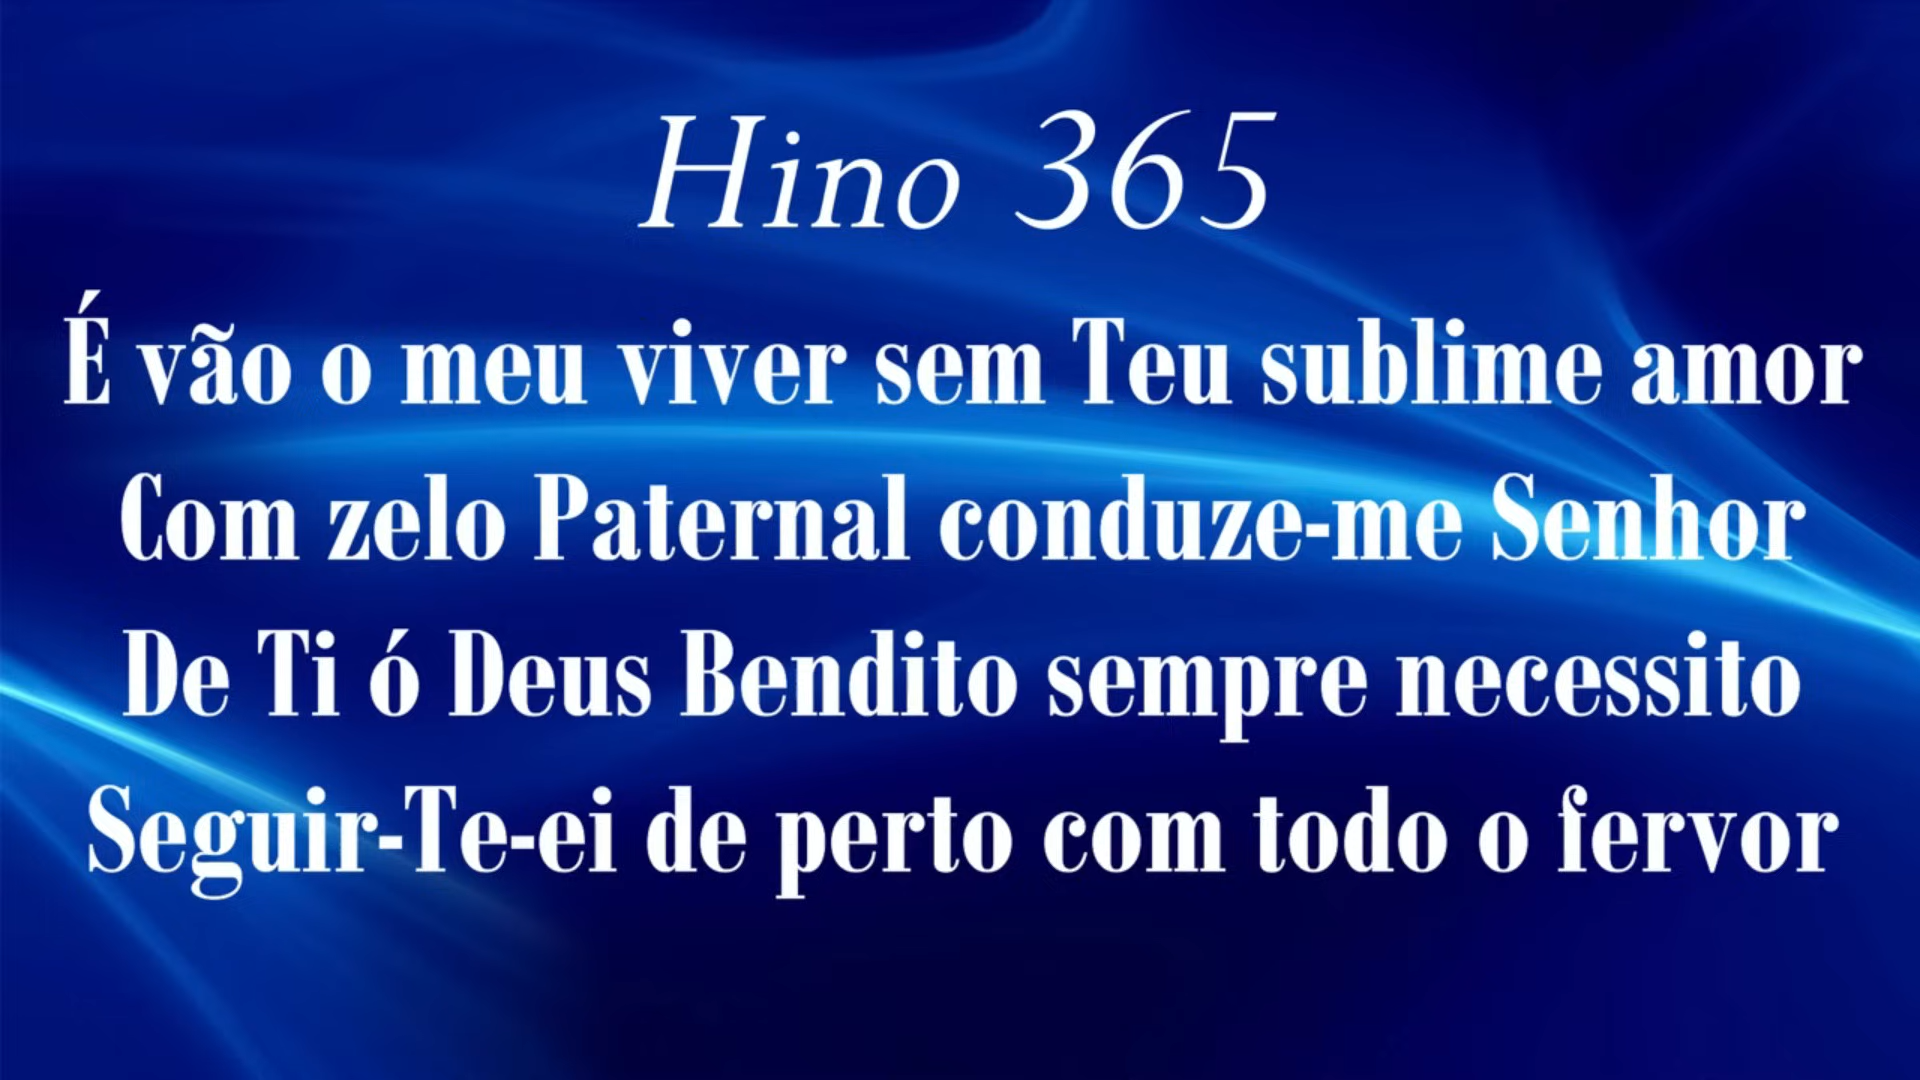 Hino 365
É vão o meu viver sem Teu sublime amor
Com zelo Paternal conduze-me Senhor
De Ti ó Deus Bendito sempre necessito
Seguir-Te-ei de perto com todo o fervor